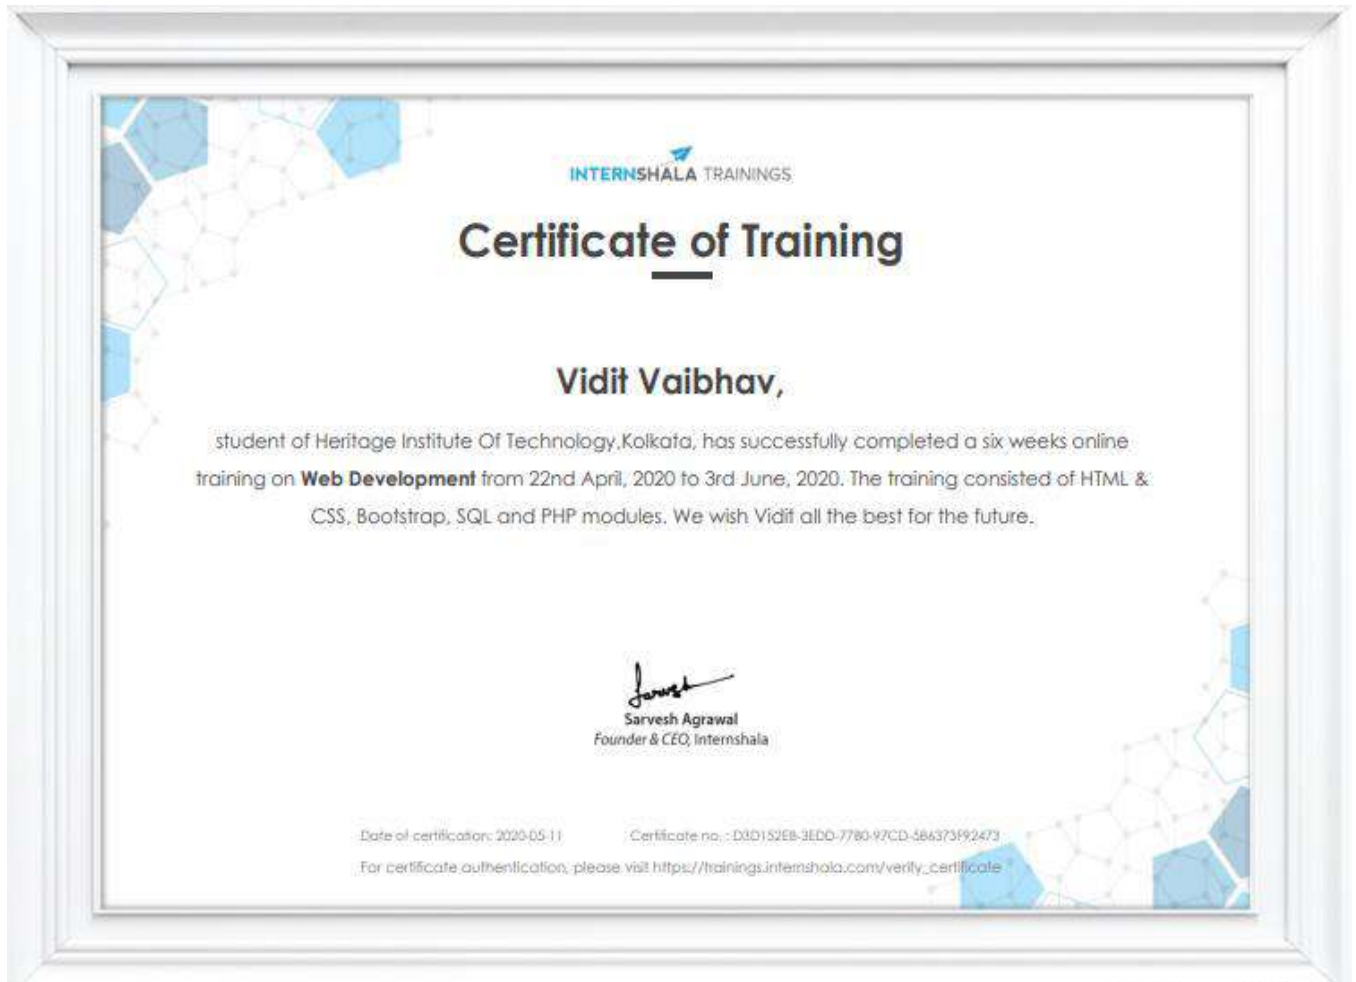 INTERNSHALA TRAININGS
Certificate of Training
Vidit Vaibhav,
student of Heritage Institute Of Technology,Kolkata, has successfully completed a six weeks online
training on Web Development from 22nd April, 2020 to 3rd June, 2020. The training consisted of HTML &
CSS, Bootstrap, SQL and PHP modules. We wish Vidit all the best for the future.
Sarvesh Agrawal
Founder & CEO, Internshala
Date of certification: 2020-05-11 Certificate no. :
For certificate authentication, please visit https://trainings.internshala.com/verify_certificate